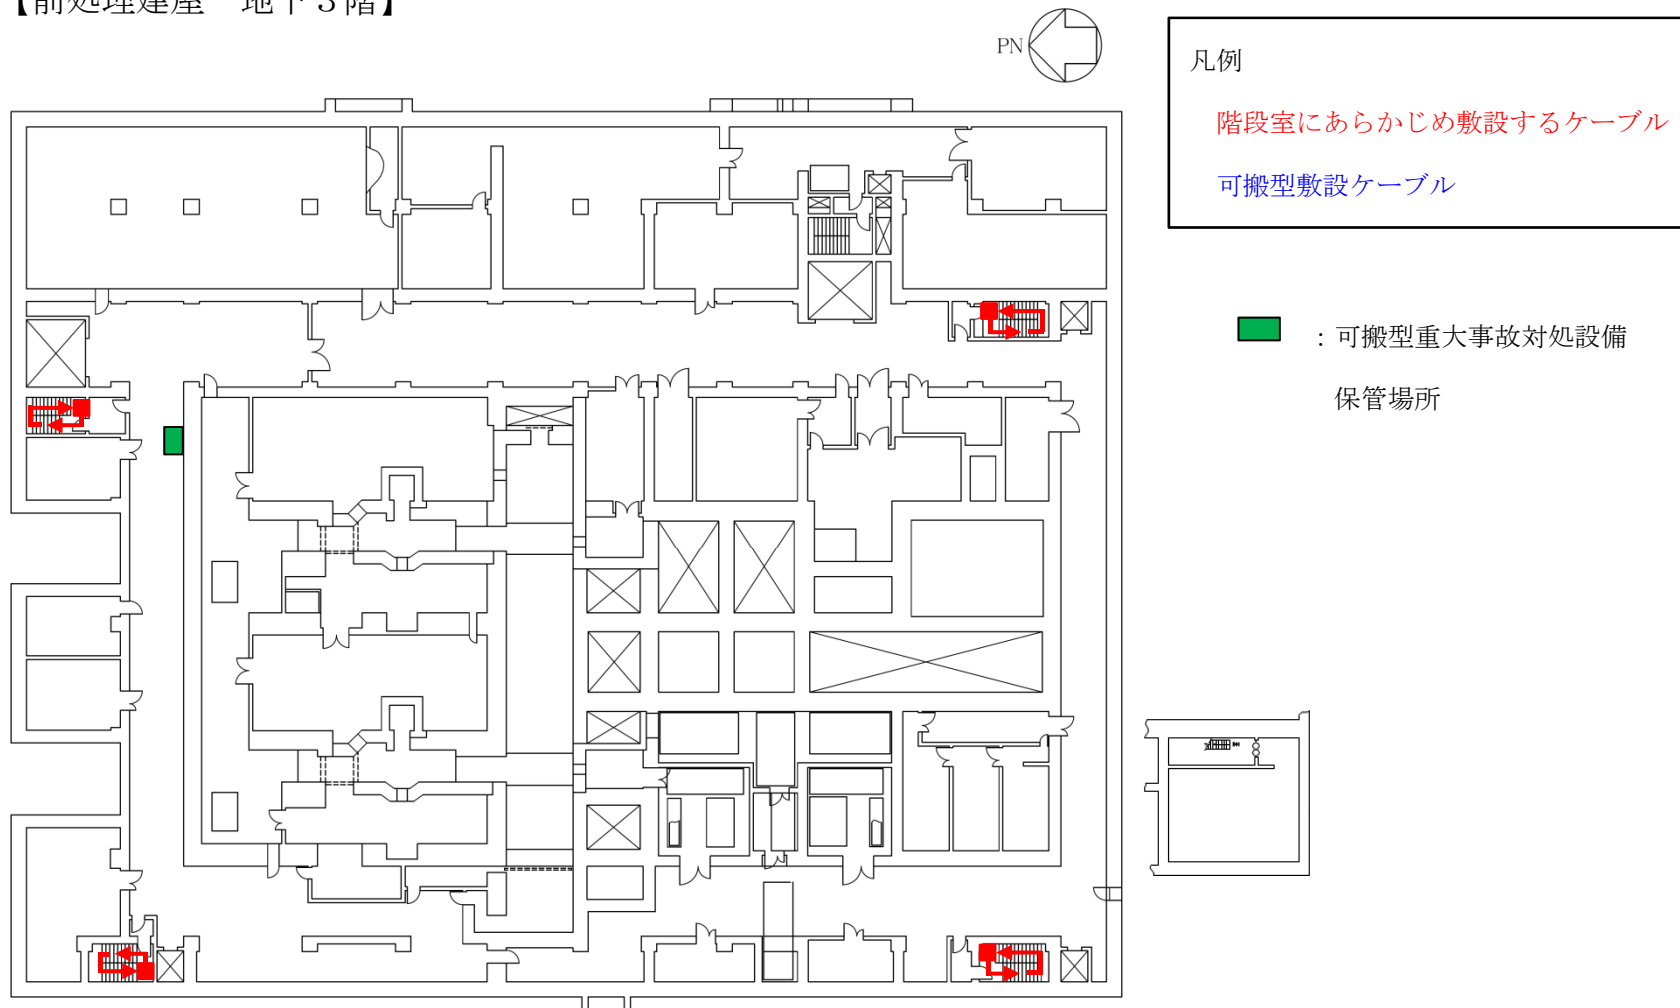 【前処理建屋 地下3階】
PN
凡例
階段室にあらかじめ敷設するケーブル
可搬型敷設ケーブル
：可搬型重大事故対処設備
保管場所